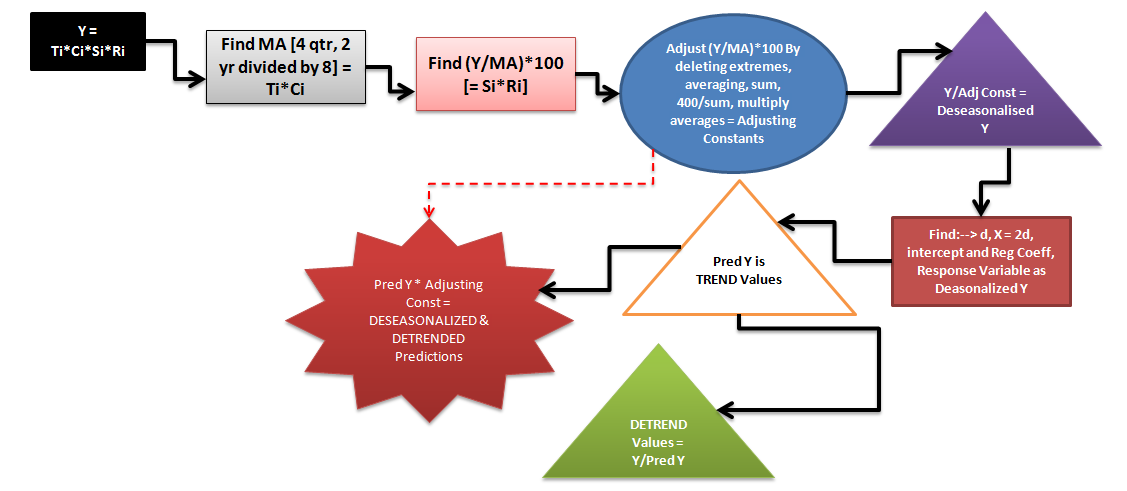 Y =
Ti*Ci*Si*Ri
Find MA [4 qtr, 2
yr divided by 8] =
Ti*Ci
Find (Y/MA)*100
[= Si*Ri]
Adjust (Y/MA)*100 By
deleting extremes,
averaging, sum,
400/sum, multiply
averages = Adjusting
Constants
Y/Adj Const =
Deseasonalised
Y
Find:--> d, X = 2d,
intercept and Reg Coeff,
Response Variable as
Deasonalized Y
Pred Y is
TREND Values
Pred Y * Adjusting
Const =
DESEASONALIZED &
DETRENDED
Predictions
DETREND
Values =
Y/Pred Y